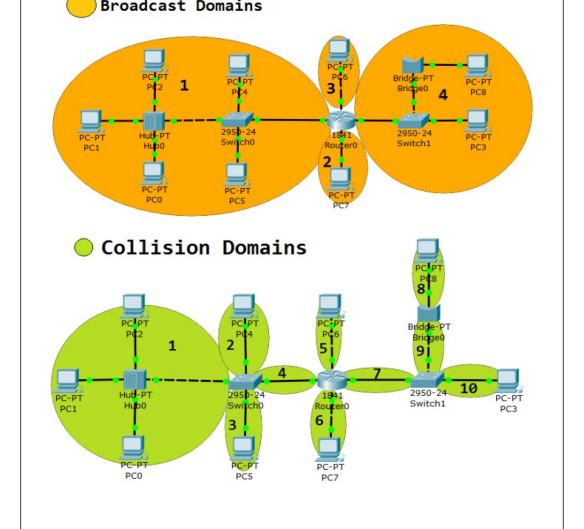 Broadcast Domains
PC-PT
PC2
1
PC-PT
PC4
PC-PT
PC6
3
Bridge-PT
Bridge0
PC-PT
PC8
4
PC-PT
PC1
Hub-PT
Hub0
2950-24
Switch0
1841
Router0
2950-24
Switch1
PC-PT
PC3
2
PC-PT
PC0
PC-PT
PC5
PC-PT
PC7
Collision Domains
PC-PT
PC8
8
PC-PT
PC2
PC-PT
PC4
PC-PT
PC6
Bridge-PT
Bridge0
1
2
5
9
4
7
10
PC-PT
PC1
Hub-PT
Hub0
2950-24
Switch0
1841
Router0
2950-24
Switch1
PC-PT
PC3
3
6
PC-PT
PC0
PC-PT
PC5
PC-PT
PC7